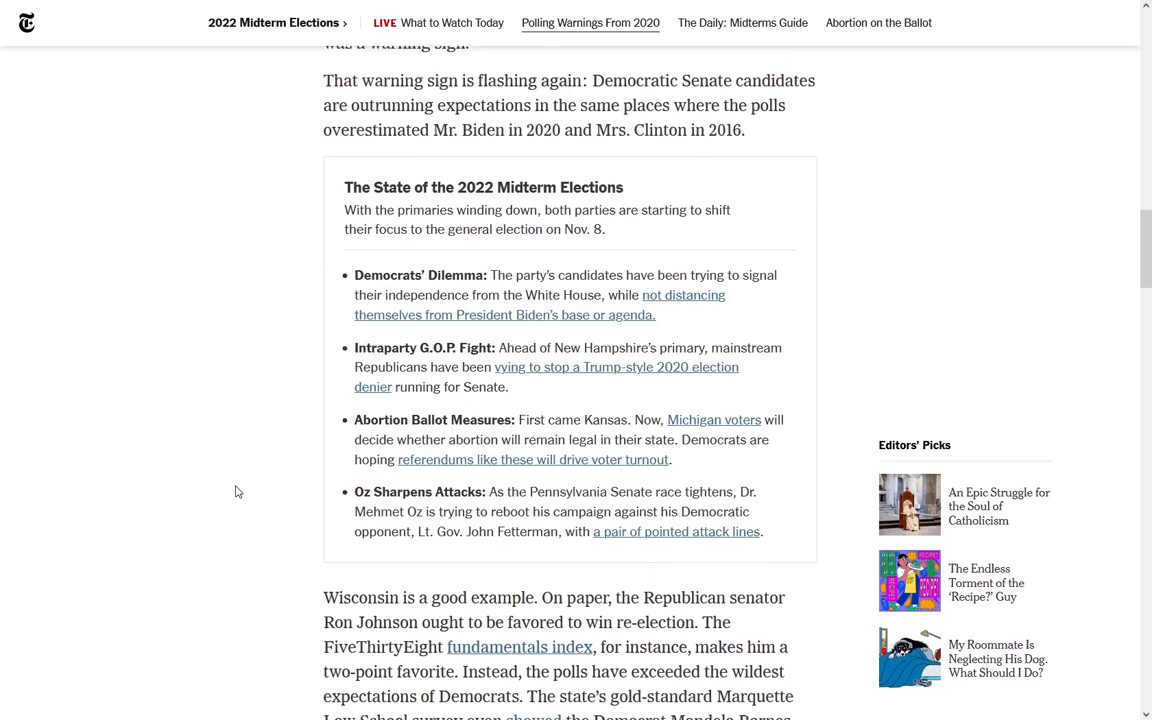 2022 Midterm Elections ›
LIVE What to Watch Today
Polling Warnings From 2020
The Daily: Midterms Guide
Abortion on the Ballot
was a warning sign.
That warning sign is flashing again: Democratic Senate candidates
are outrunning expectations in the same places where the polls
overestimated Mr. Biden in 2020 and Mrs. Clinton in 2016.
The State of the 2022 Midterm Elections
With the primaries winding down, both parties are starting to shift
their focus to the general election on Nov. 8.
• Democrats’ Dilemma: The party’s candidates have been trying to signal
their independence from the White House, while not distancing
themselves from President Biden’s base or agenda.
• Intraparty G.O.P. Fight: Ahead of New Hampshire’s primary, mainstream
Republicans have been vying to stop a Trump-style 2020 election
denier running for Senate.
• Abortion Ballot Measures: First came Kansas. Now, Michigan voters will
decide whether abortion will remain legal in their state. Democrats are
hoping referendums like these will drive voter turnout.
• Oz Sharpens Attacks: As the Pennsylvania Senate race tightens, Dr.
Mehmet Oz is trying to reboot his campaign against his Democratic
opponent, Lt. Gov. John Fetterman, with a pair of pointed attack lines.
Wisconsin is a good example. On paper, the Republican senator
Ron Johnson ought to be favored to win re-election. The
FiveThirtyEight fundamentals index, for instance, makes him a
two-point favorite. Instead, the polls have exceeded the wildest
expectations of Democrats. The state’s gold-standard Marquette
Law School survey even showed the Democrat Mandela Barnes
Editors’ Picks
An Epic Struggle for
the Soul of
Catholicism
The Endless
Torment of the
‘Recipe?’ Guy
My Roommate Is
Neglecting His Dog.
What Should I Do?